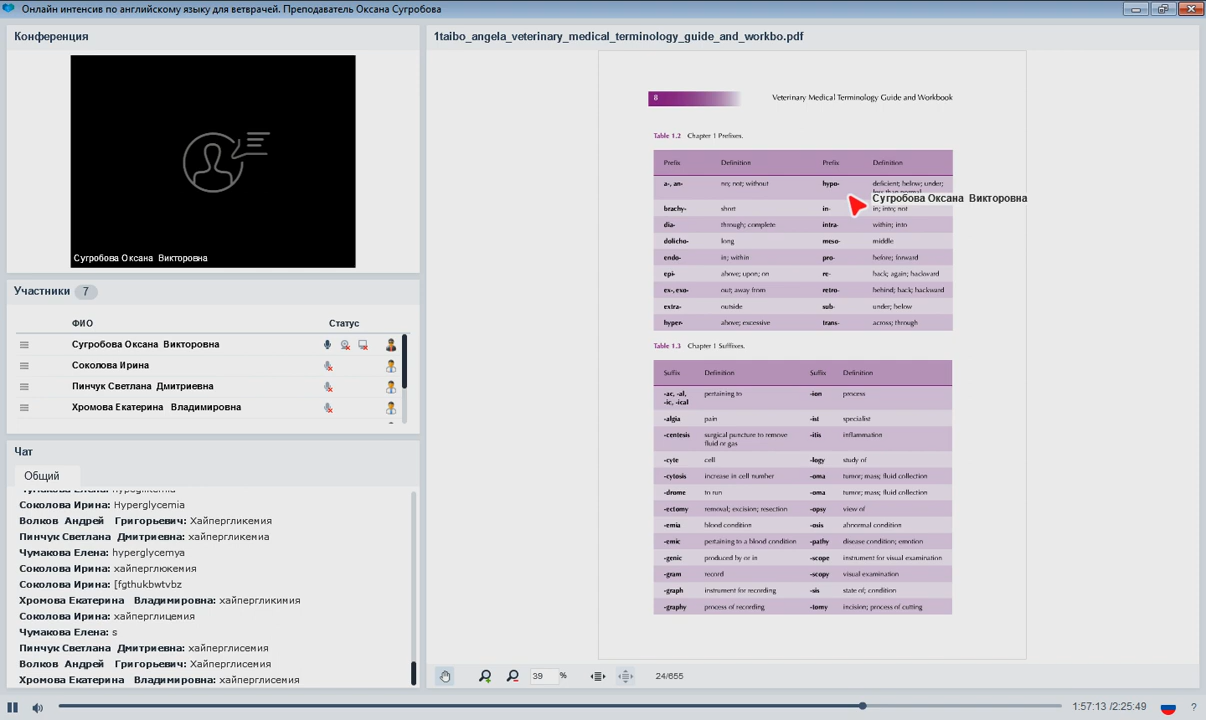 Онлайн интенсив по английскому языку для ветврачей. Преподаватель Оксана Сугробова
Конференция
Сугробова Оксана Викторовна
Участники 7
ФИО Статус
Сугробова Оксана Викторовна
Соколова Ирина
Пинчук Светлана Дмитриевна
Хромова Екатерина Владимировна
Чат
Общий
Чумакова Елена: hypoglikemia
Соколова Ирина: Hyperglycemia
Волков Андрей Григорьевич: Хайпергликемия
Пинчук Светлана Дмитриевна: хайпергликемиа
Чумакова Елена: hyperglycemya
Соколова Ирина: хайперглюкемия
Соколова Ирина: [fgthukbwtvbz
Хромова Екатерина Владимировна: хайпергликимия
Соколова Ирина: хайперглицемия
Чумакова Елена: s
Пинчук Светлана Дмитриевна: хайперглисемия
Волков Андрей Григорьевич: Хайперглисемия
Хромова Екатерина Владимировна: хайперглисемия
1taibo_angela_veterinary_medical_terminology_guide_and_workbo.pdf
8 Veterinary Medical Terminology Guide and Workbook
Table 1.2 Chapter 1 Prefixes.
Prefix Definition Prefix Definition
a-, an- no; not; without hypo- deficient; below; under;
less than normal
Сугробова Оксана Викторовна
brachy- short in- in; into; not
dia- through; complete intra- within; into
dolicho- long meso- middle
endo- in; within pro- before; forward
epi- above; upon; on re- back; again; backward
ex-, exo- out; away from retro- behind; back; backward
extra- outside sub- under; below
hyper- above; excessive trans- across; through
Table 1.3 Chapter 1 Suffixes.
Suffix Definition Suffix Definition
-ac, -al, pertaining to -ion process
-ic, -ical
-algia pain -ist specialist
-centesis surgical puncture to remove -itis inflammation
fluid or gas
-cyte cell -logy study of
-cytosis increase in cell number -oma tumor; mass; fluid collection
-drome to run -oma tumor; mass; fluid collection
-ectomy removal; excision; resection -opsy view of
-emia blood condition -osis abnormal condition
-emic pertaining to a blood condition -pathy disease condition; emotion
-genic produced by or in -scope instrument for visual examination
-gram record -scopy visual examination
-graph instrument for recording -sis state of; condition
-graphy process of recording -tomy incision; process of cutting
39 % 24/655
1:57:13 /2:25:49 ?